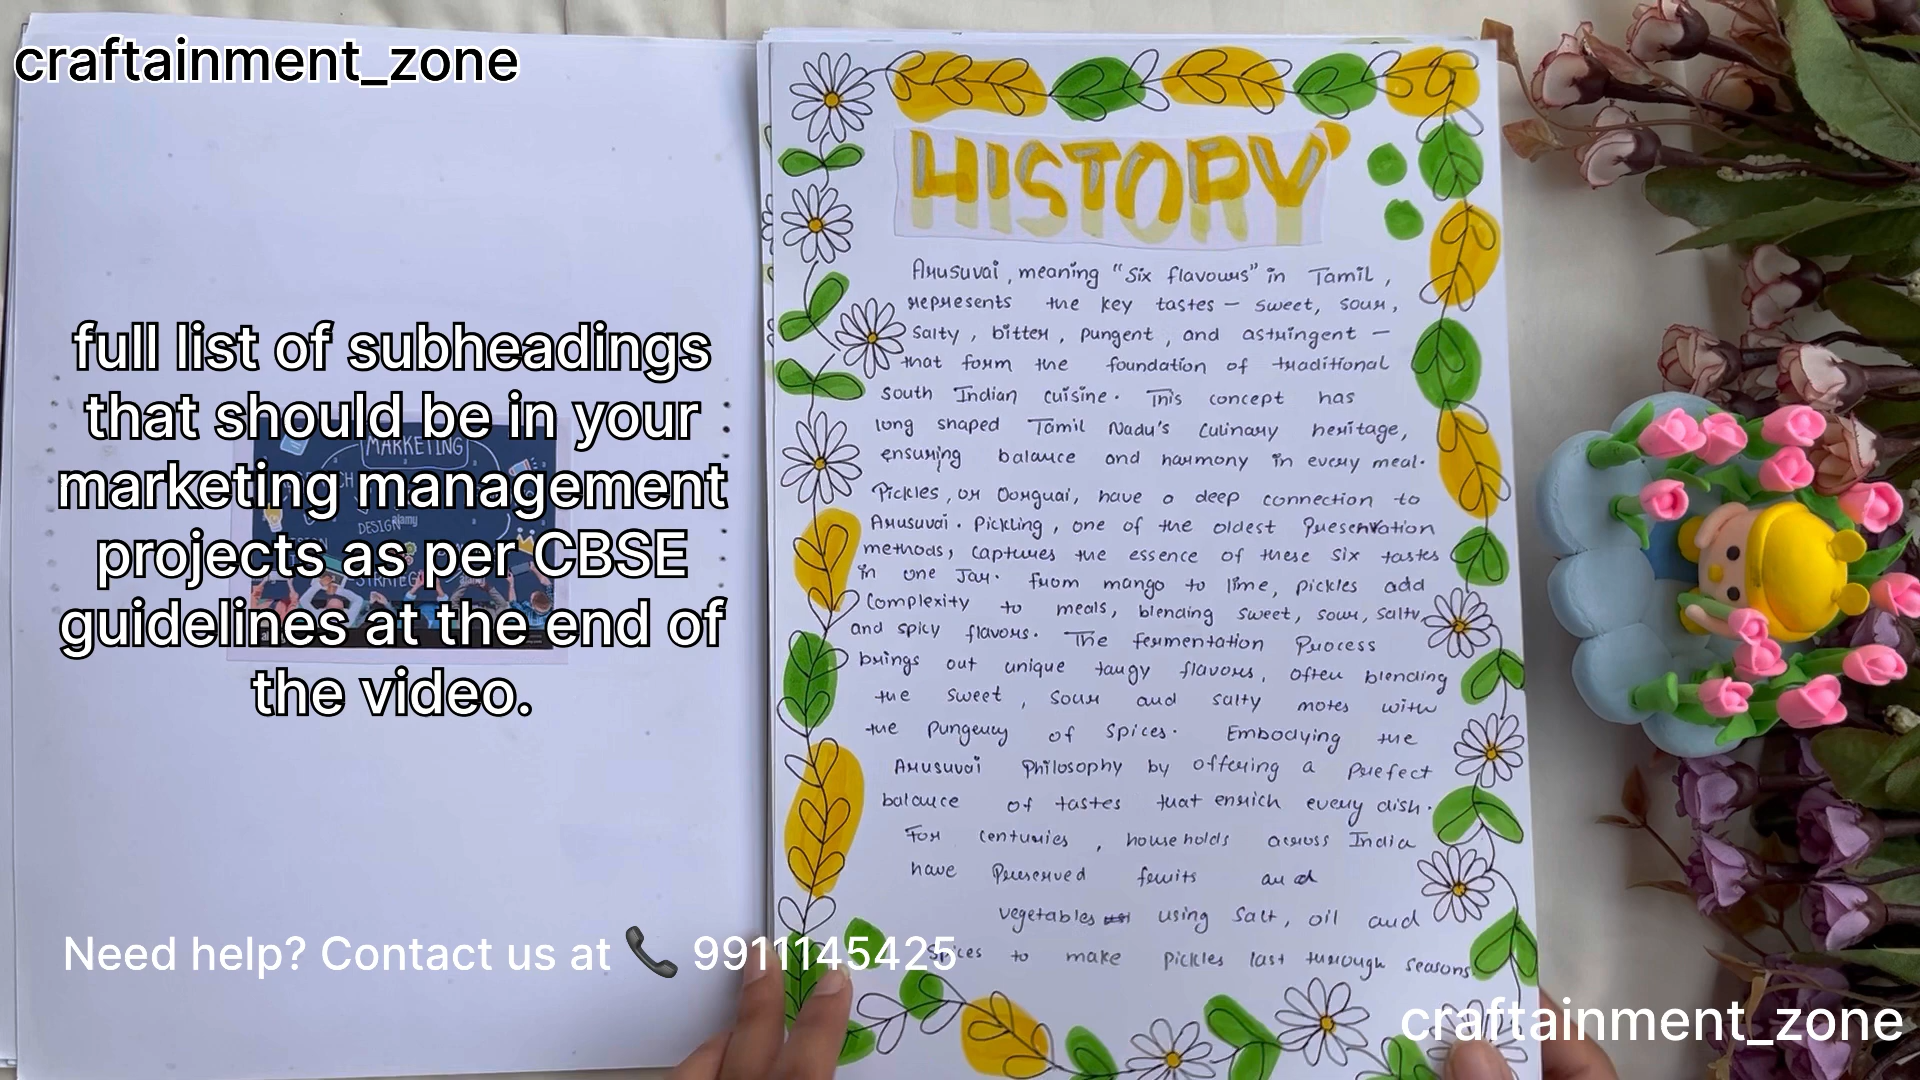 craftainment_zone
full list of subheadings
that should be in your
marketing management
projects as per CBSE
guidelines at the end of
the video.
MARKETING
DESIGN
STRATEGY
alamy
Need help? Contact us at 📞 9911145425
HISTORY
Arusuvai, meaning "Six flavours" in Tamil,
represents the key tastes – sweet, sour,
salty, bitter, pungent, and astringent –
that form the foundation of traditional
south Indian cuisine. This concept has
long shaped Tamil Nadu's culinary heritage,
ensuring balance and harmony in every meal.
Pickles, or Oorguai, have a deep connection to
Arusuvai. Pickling, one of the oldest Preservation
methods, captures the essence of these six tastes
in one Jar. from mango to lime, pickles add
complexity to meals, blending sweet, sour, salty
and spicy flavors. The fermentation Process
brings out unique tangy flavors, often blending
the sweet, sour and salty notes with
the pungency of spices. Embodying the
Arusuvai Philosophy by offering a Prefect
balance of tastes that enrich every dish.
For centuries, households across India
have Preserved fruits and
vegetables using salt, oil and
spices to make pickles last through seasons.
craftainment_zone